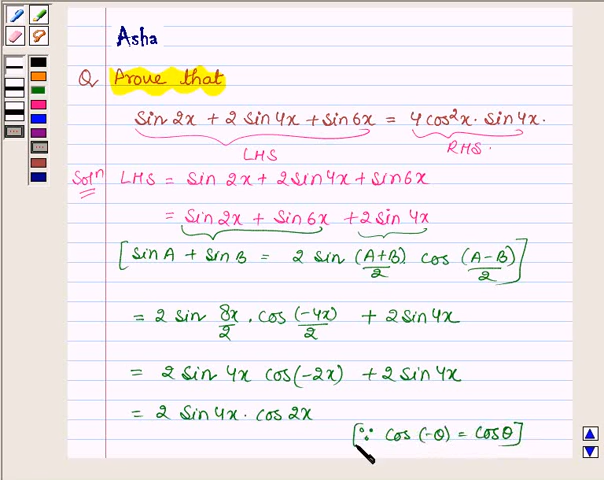 Asha
Q Prove that
sin 2x + 2 sin 4x + sin 6x = 4 cos²x · sin 4x.
LHS RHS.
Solⁿ LHS = sin 2x + 2 sin 4x + sin 6x
= sin 2x + sin 6x + 2 sin 4x
[sin A + sin B = 2 sin (A+B)/2 cos (A-B)/2]
= 2 sin 8x/2 · cos (-4x)/2 + 2 sin 4x
= 2 sin 4x cos(-2x) + 2 sin 4x
= 2 sin 4x · cos 2x
[∵ cos (-θ) = cos θ]